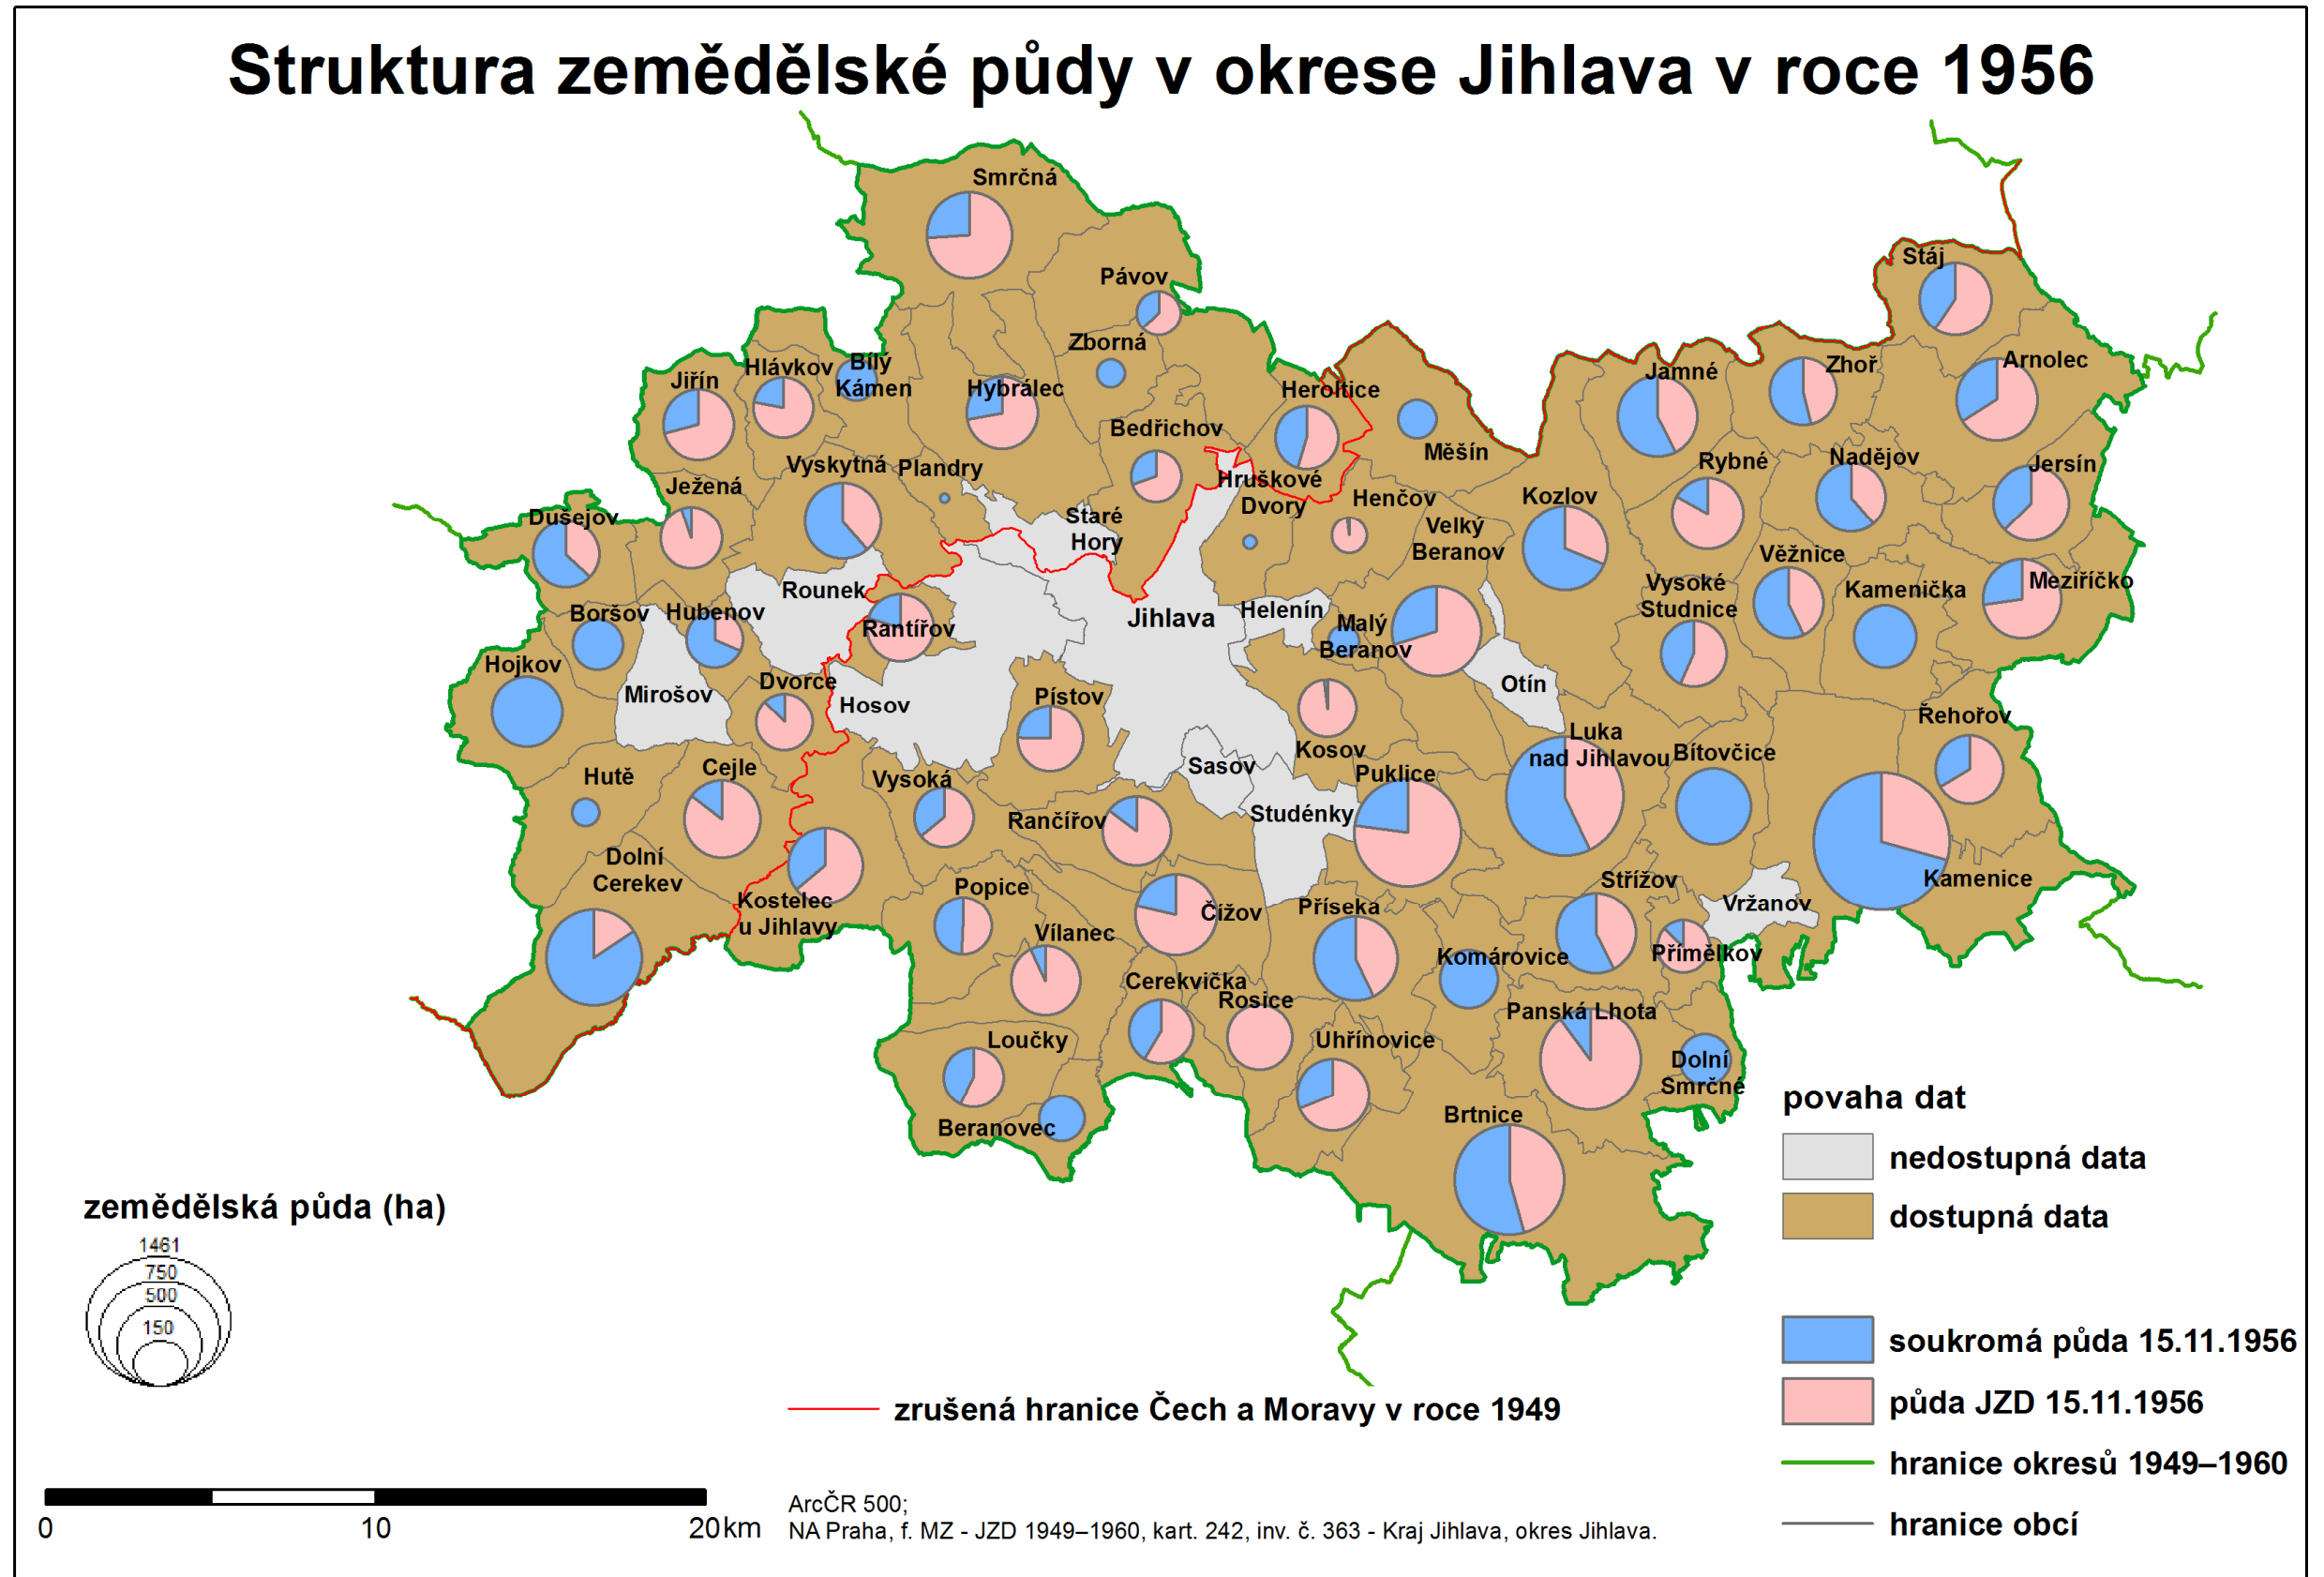 Struktura zemědělské půdy v okrese Jihlava v roce 1956
Smrčná
Stáj
Pávov
Zborná
Hlávkov
Bílý
Kámen
Jiřín
Hybrálec
Heroltice
Jamné
Zhoř
Arnolec
Bedřichov
Měšín
Vyskytná
Plandry
Ježená
Hruškové
Dvory
Henčov
Kozlov
Rybné
Nadějov
Jersín
Dušejov
Staré
Hory
Velký
Beranov
Věžnice
Rounek
Vysoké
Studnice
Kamenička
Meziříčko
Boršov
Hubenov
Rantířov
Jihlava
Helenín
Malý
Beranov
Hojkov
Mirošov
Dvorce
Hosov
Pístov
Otín
Řehořov
Kosov
Luka
nad Jihlavou
Bítovčice
Hutě
Cejle
Vysoká
Sasov
Puklice
Rančířov
Studénky
Dolní
Cerekev
Kostelec
u Jihlavy
Popice
Čížov
Příseka
Střížov
Vržanov
Kamenice
Vílanec
Komárovice
Přímělkov
Cerekvička
Rosice
Panská Lhota
Loučky
Uhřínovice
Dolní
Smrčné
Beranovec
Brtnice
povaha dat
nedostupná data
dostupná data
zemědělská půda (ha)
1461
750
500
150
soukromá půda 15.11.1956
půda JZD 15.11.1956
hranice okresů 1949–1960
hranice obcí
zrušená hranice Čech a Moravy v roce 1949
0 10 20 km
ArcČR 500;
NA Praha, f. MZ - JZD 1949–1960, kart. 242, inv. č. 363 - Kraj Jihlava, okres Jihlava.